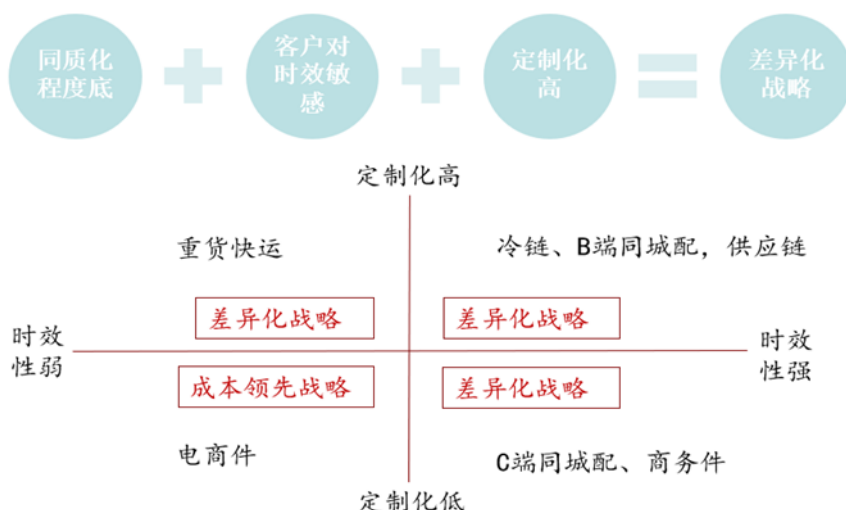 同质化
程度底
客户对
时效敏
感
定制化
高
差异化
战略
定制化高
重货快运
冷链、B端同城配，供应链
差异化战略
差异化战略
时效
性弱
时效
性强
成本领先战略
差异化战略
电商件
C端同城配、商务件
定制化低